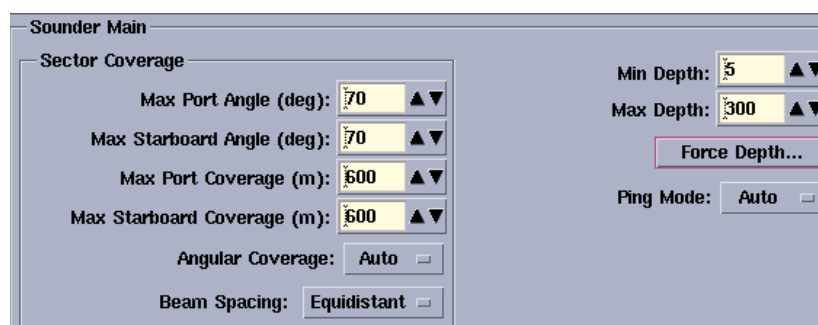 Sounder Main
Sector Coverage
Max Port Angle (deg): 70
Max Starboard Angle (deg): 70
Max Port Coverage (m): 600
Max Starboard Coverage (m): 600
Angular Coverage: Auto
Beam Spacing: Equidistant
Min Depth: 5
Max Depth: 300
Force Depth...
Ping Mode: Auto